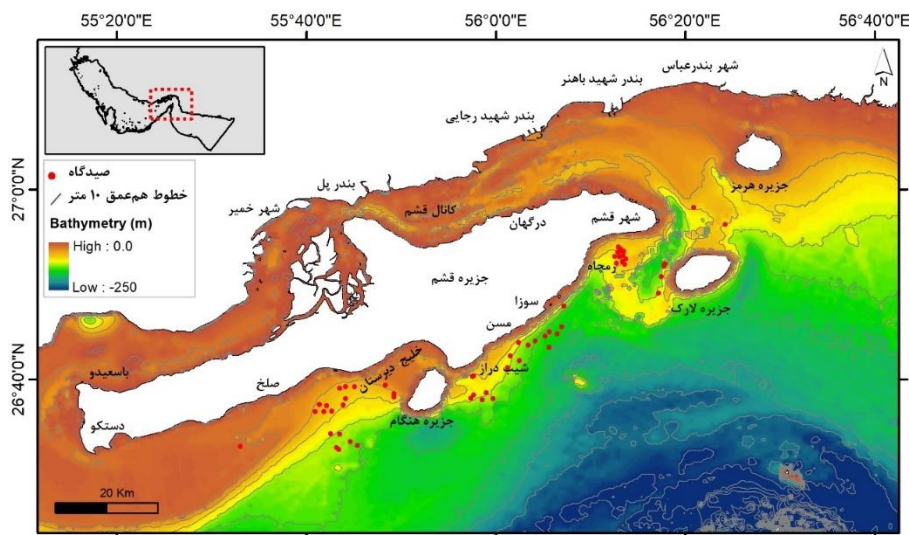 55°20'0"E
55°40'0"E
56°0'0"E
56°20'0"E
56°40'0"E
N
شهر بندرعباس
بندر شهید باهنر
بندر شهید رجایی
صیدگاه
خطوط هم‌عمق ۱۰ متر
Bathymetry (m)
High : 0.0
Low : -250
27°0'0"N
26°40'0"N
بندر پل
شهر خمیر
کانال قشم
درگهان
شهر قشم
جزیره هرمز
رمچاه
جزیره قشم
جزیره لارک
سوزا
مسن
شیب دراز
خلیج دیرستان
جزیره هنگام
باسعیدو
صلخ
دستکو
20 Km